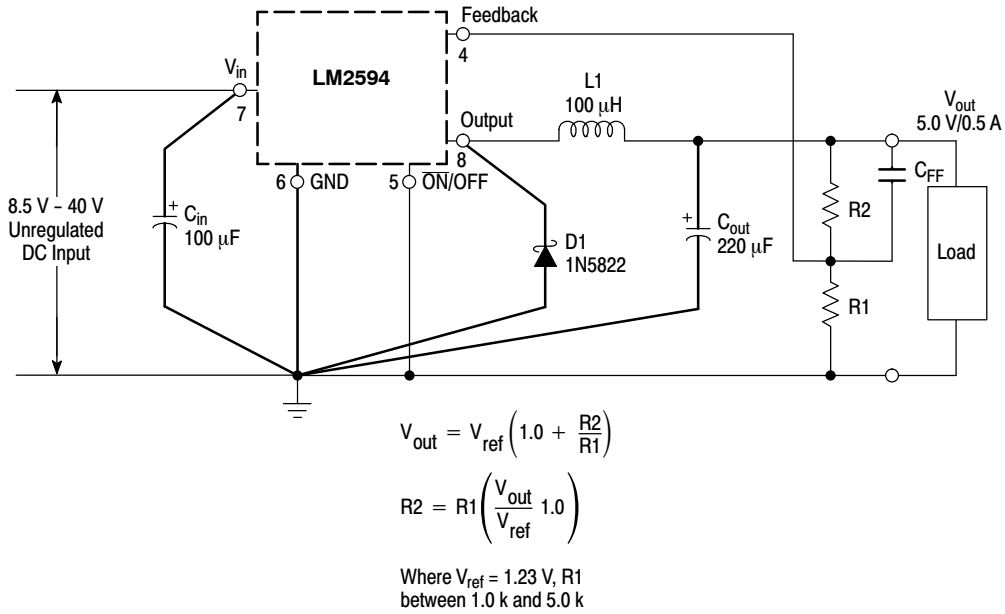 Feedback
4
LM2594
V_in
7
L1
100 μH
Output
8
V_out
5.0 V/0.5 A
6
GND
5
O̅N̅/OFF
C_FF
8.5 V – 40 V
Unregulated
DC Input
+
C_in
100 μF
D1
1N5822
+
C_out
220 μF
R2
Load
R1
V_out = V_ref (1.0 + R2/R1)
R2 = R1 (V_out/V_ref 1.0)
Where V_ref = 1.23 V, R1
between 1.0 k and 5.0 k